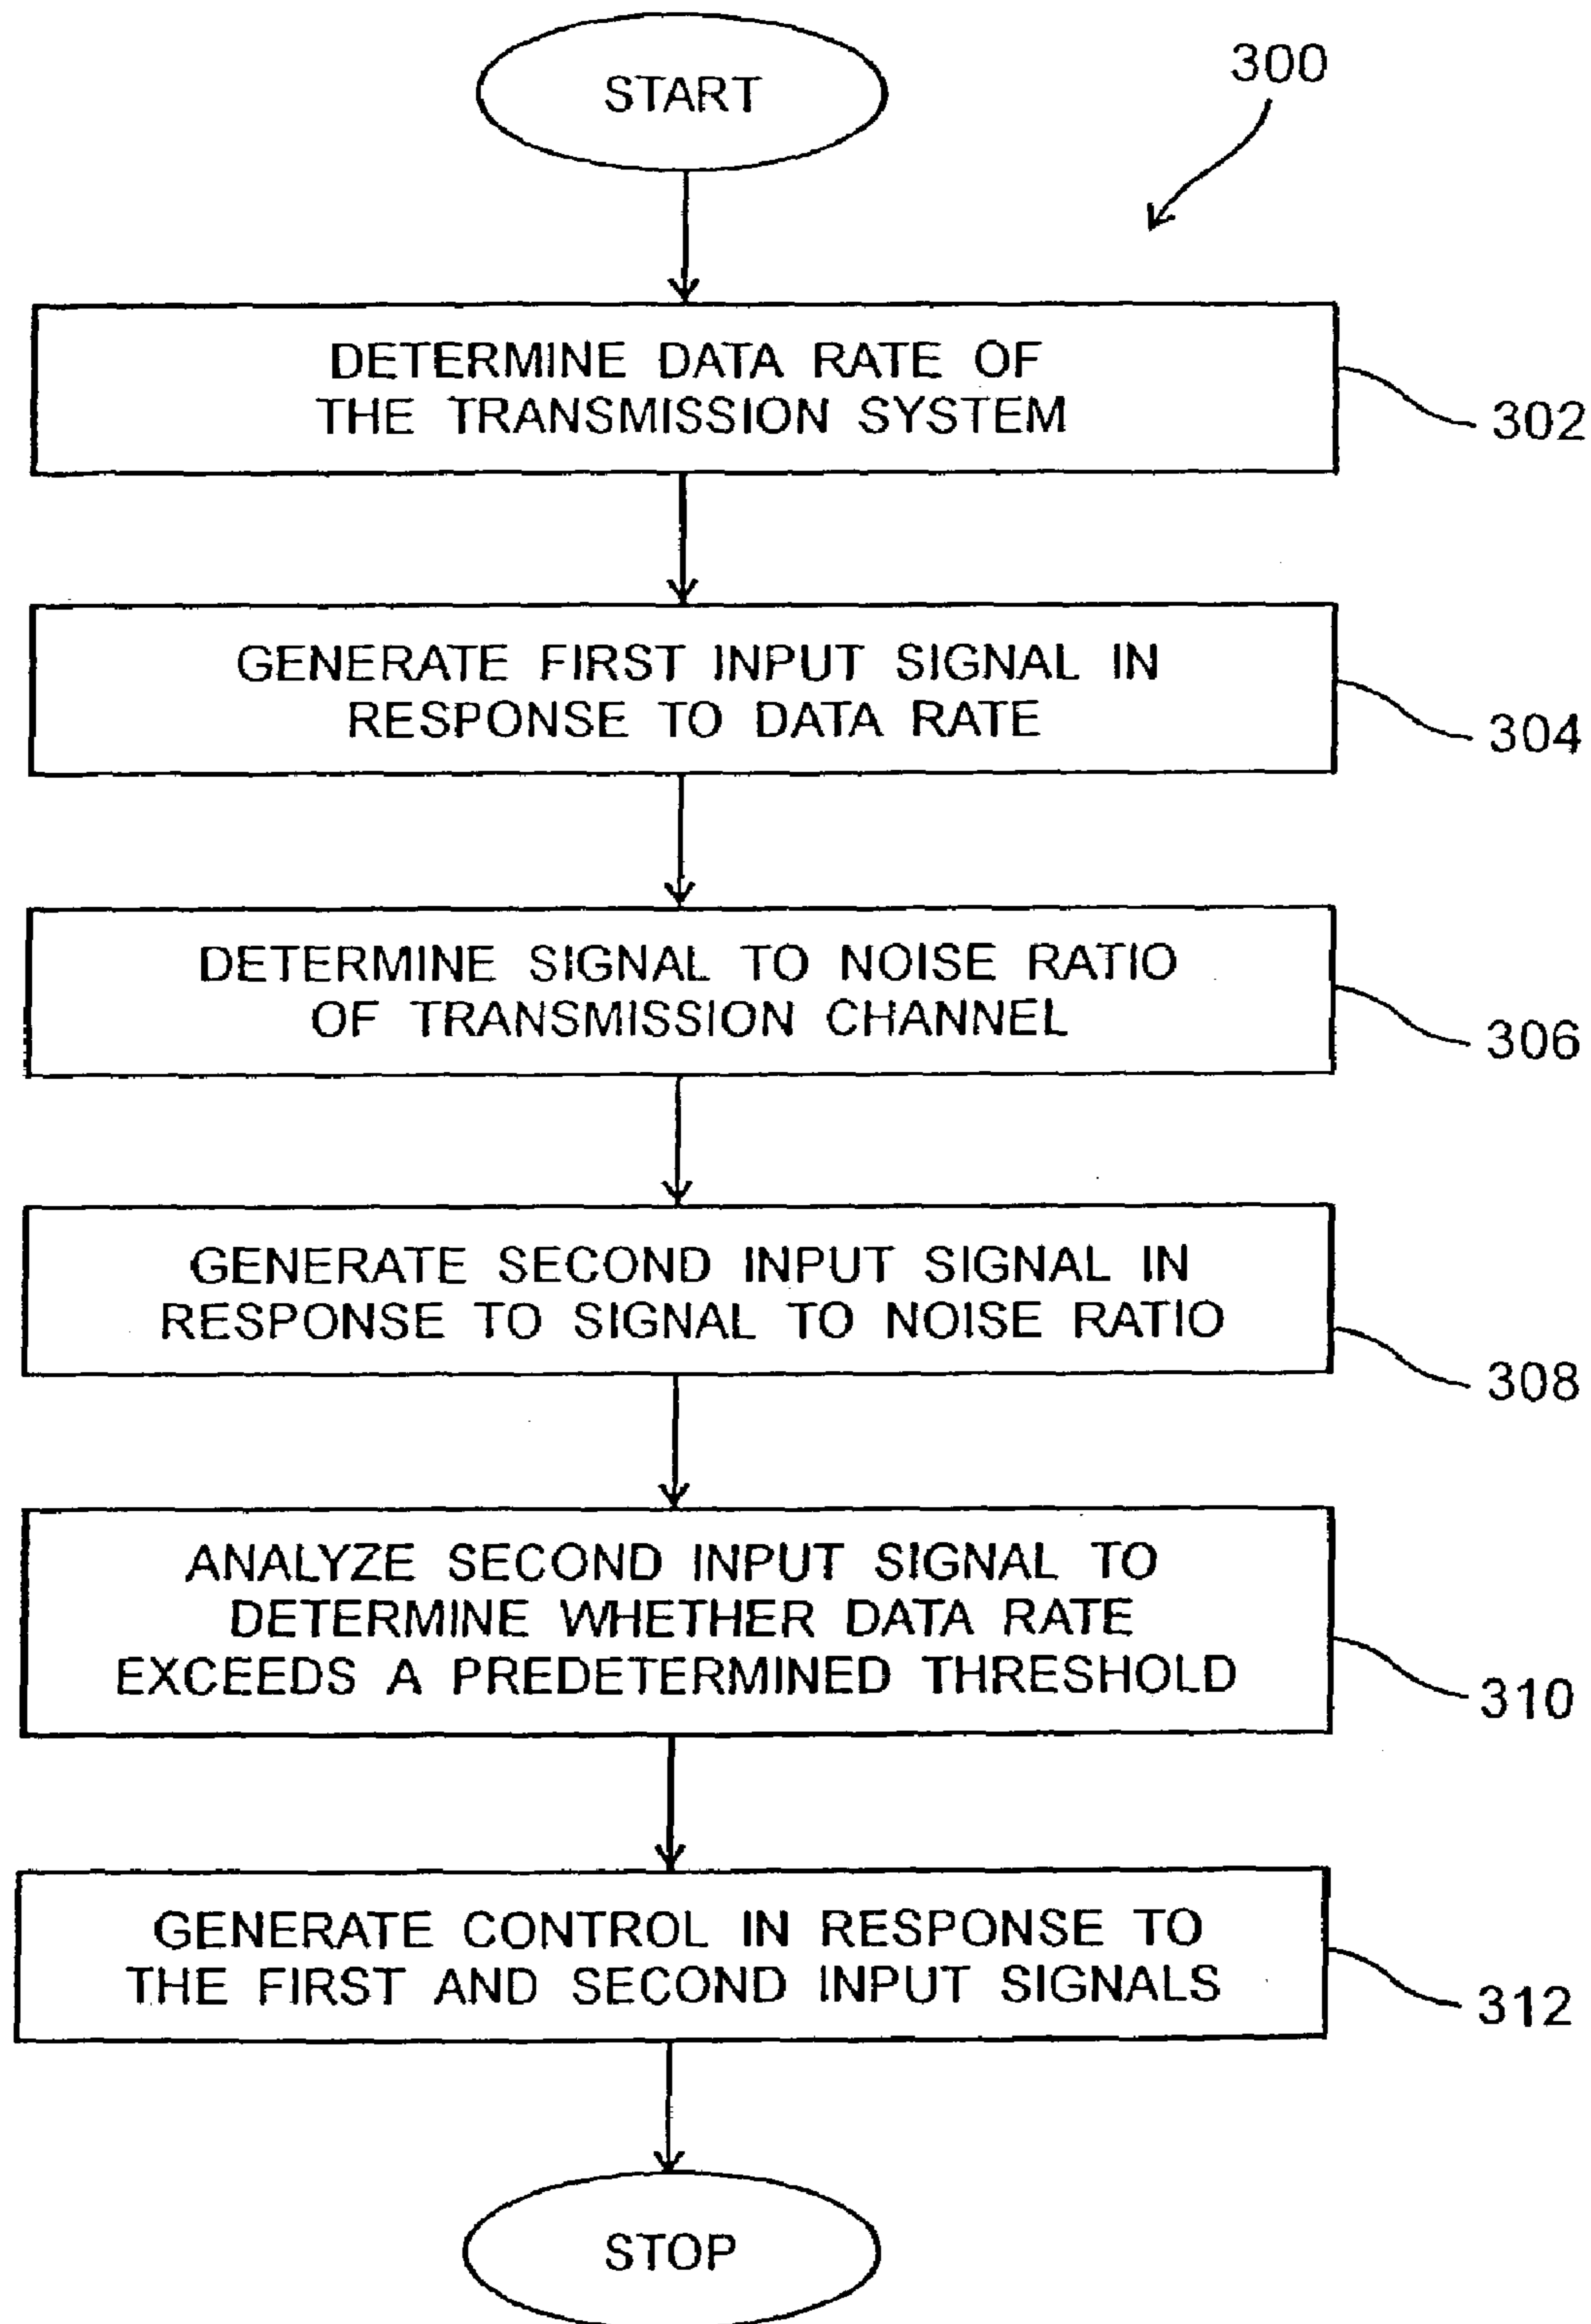 START
300
DETERMINE DATA RATE OF
THE TRANSMISSION SYSTEM
302
GENERATE FIRST INPUT SIGNAL IN
RESPONSE TO DATA RATE
304
DETERMINE SIGNAL TO NOISE RATIO
OF TRANSMISSION CHANNEL
306
GENERATE SECOND INPUT SIGNAL IN
RESPONSE TO SIGNAL TO NOISE RATIO
308
ANALYZE SECOND INPUT SIGNAL TO
DETERMINE WHETHER DATA RATE
EXCEEDS A PREDETERMINED THRESHOLD
310
GENERATE CONTROL IN RESPONSE TO
THE FIRST AND SECOND INPUT SIGNALS
312
STOP